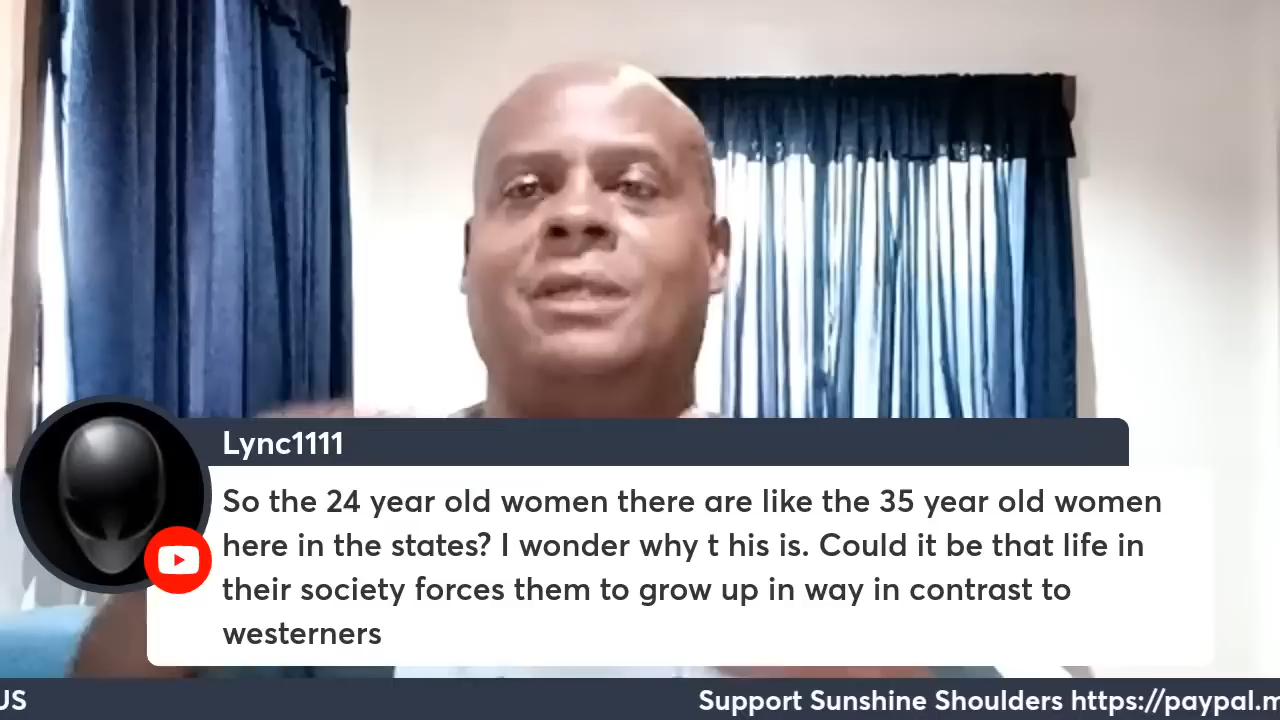 Lync1111
So the 24 year old women there are like the 35 year old women
here in the states? I wonder why t his is. Could it be that life in
their society forces them to grow up in way in contrast to
westerners
US
Support Sunshine Shoulders https://paypal.m